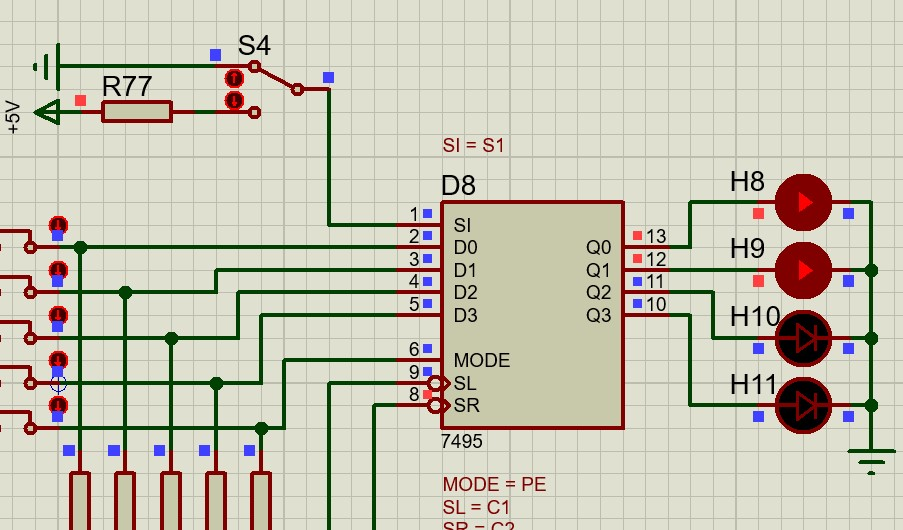 S4
R77
+5V
SI = S1
D8
H8
1
SI
13
2
D0
Q0
H9
3
D1
Q1
12
4
D2
Q2
11
H10
5
D3
Q3
10
6
MODE
H11
9
SL
8
SR
7495
MODE = PE
SL = C1
SR = C2